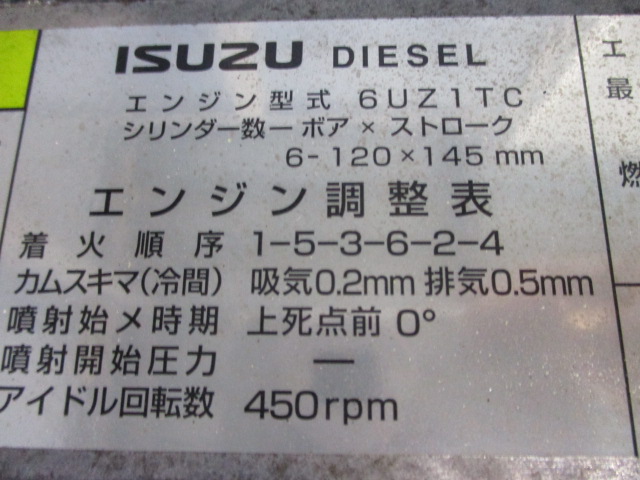 ISUZU DIESEL
エンジン型式 6UZ1TC
シリンダー数ーボア×ストローク
6-120×145mm
エンジン調整表
着火順序 1-5-3-6-2-4
カムスキマ(冷間) 吸気0.2mm 排気0.5mm
噴射始メ時期 上死点前 0°
噴射開始圧力 —
アイドル回転数 450rpm
エ
最
燃